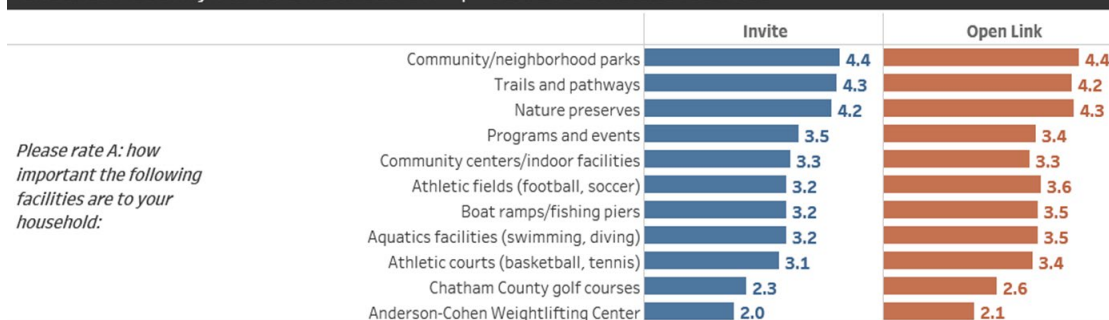 Invite Open Link
Community/neighborhood parks 4.4 4.4
Trails and pathways 4.3 4.2
Nature preserves 4.2 4.3
Programs and events 3.5 3.4
Please rate A: how
important the following
facilities are to your
household:
Community centers/indoor facilities 3.3 3.3
Athletic fields (football, soccer) 3.2 3.6
Boat ramps/fishing piers 3.2 3.5
Aquatics facilities (swimming, diving) 3.2 3.5
Athletic courts (basketball, tennis) 3.1 3.4
Chatham County golf courses 2.3 2.6
Anderson-Cohen Weightlifting Center 2.0 2.1